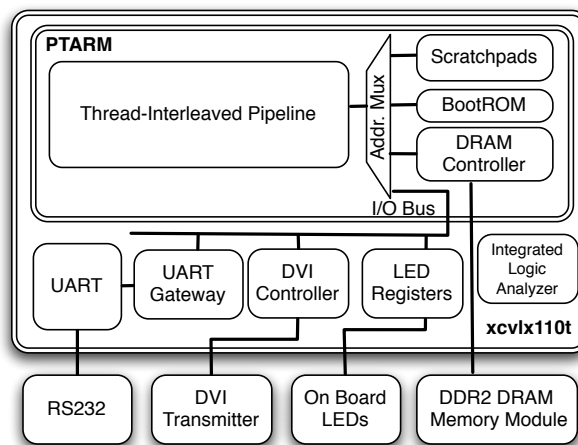 PTARM
Thread-Interleaved Pipeline
Addr. Mux
Scratchpads
BootROM
DRAM
Controller
I/O Bus
UART
UART
Gateway
DVI
Controller
LED
Registers
Integrated
Logic
Analyzer
xcvlx110t
RS232
DVI
Transmitter
On Board
LEDs
DDR2 DRAM
Memory Module